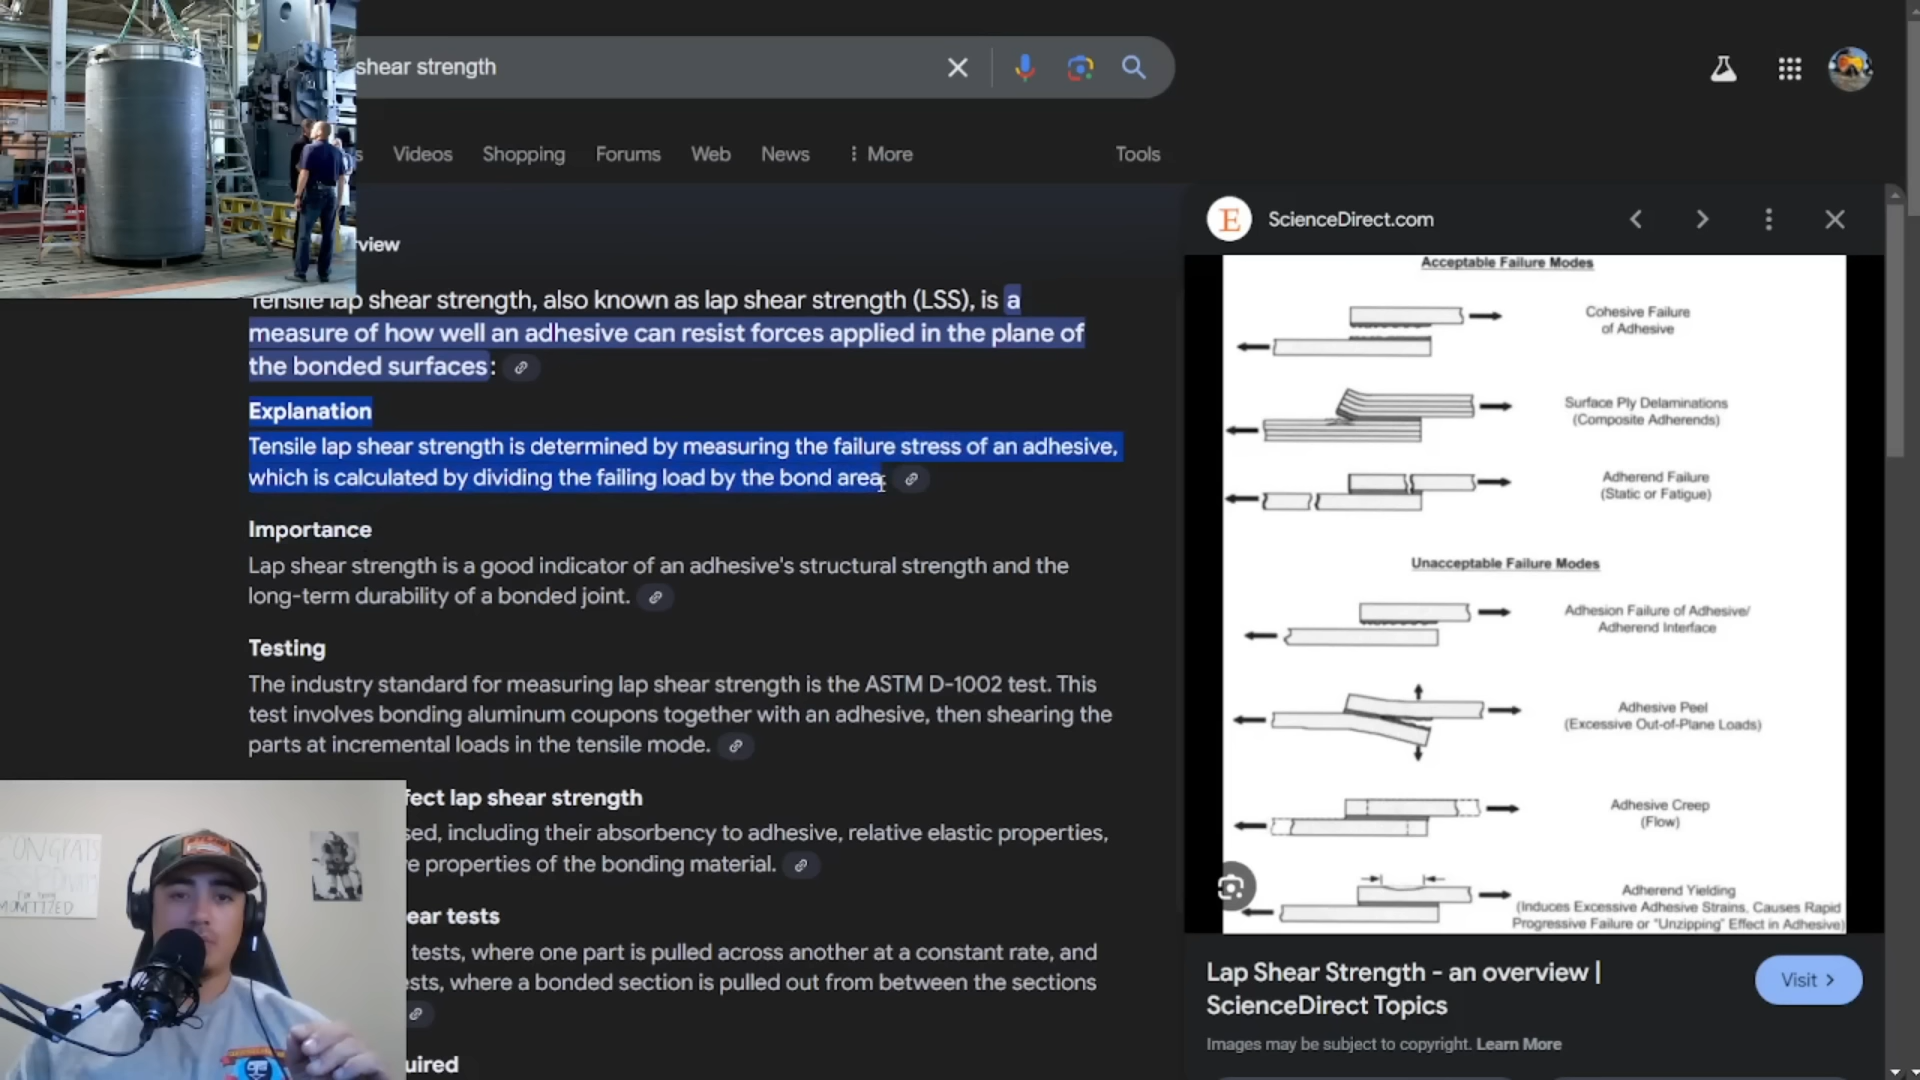 shear strength
Videos Shopping Forums Web News More Tools
view
Tensile lap shear strength, also known as lap shear strength (LSS), is a
measure of how well an adhesive can resist forces applied in the plane of
the bonded surfaces:
Explanation
Tensile lap shear strength is determined by measuring the failure stress of an adhesive,
which is calculated by dividing the failing load by the bond area.
Importance
Lap shear strength is a good indicator of an adhesive's structural strength and the
long-term durability of a bonded joint.
Testing
The industry standard for measuring lap shear strength is the ASTM D-1002 test. This
test involves bonding aluminum coupons together with an adhesive, then shearing the
parts at incremental loads in the tensile mode.
fect lap shear strength
sed, including their absorbency to adhesive, relative elastic properties,
e properties of the bonding material.
ear tests
tests, where one part is pulled across another at a constant rate, and
sts, where a bonded section is pulled out from between the sections
uired
E ScienceDirect.com
Acceptable Failure Modes
Cohesive Failure
of Adhesive
Surface Ply Delaminations
(Composite Adherends)
Adherend Failure
(Static or Fatigue)
Unacceptable Failure Modes
Adhesion Failure of Adhesive/
Adherend Interface
Adhesive Peel
(Excessive Out-of-Plane Loads)
Adhesive Creep
(Flow)
Adherend Yielding
(Induces Excessive Adhesive Strains, Causes Rapid
Progressive Failure or "Unzipping" Effect in Adhesive)
Lap Shear Strength - an overview |
ScienceDirect Topics
Visit
Images may be subject to copyright. Learn More
CONGRATS
MONETIZED